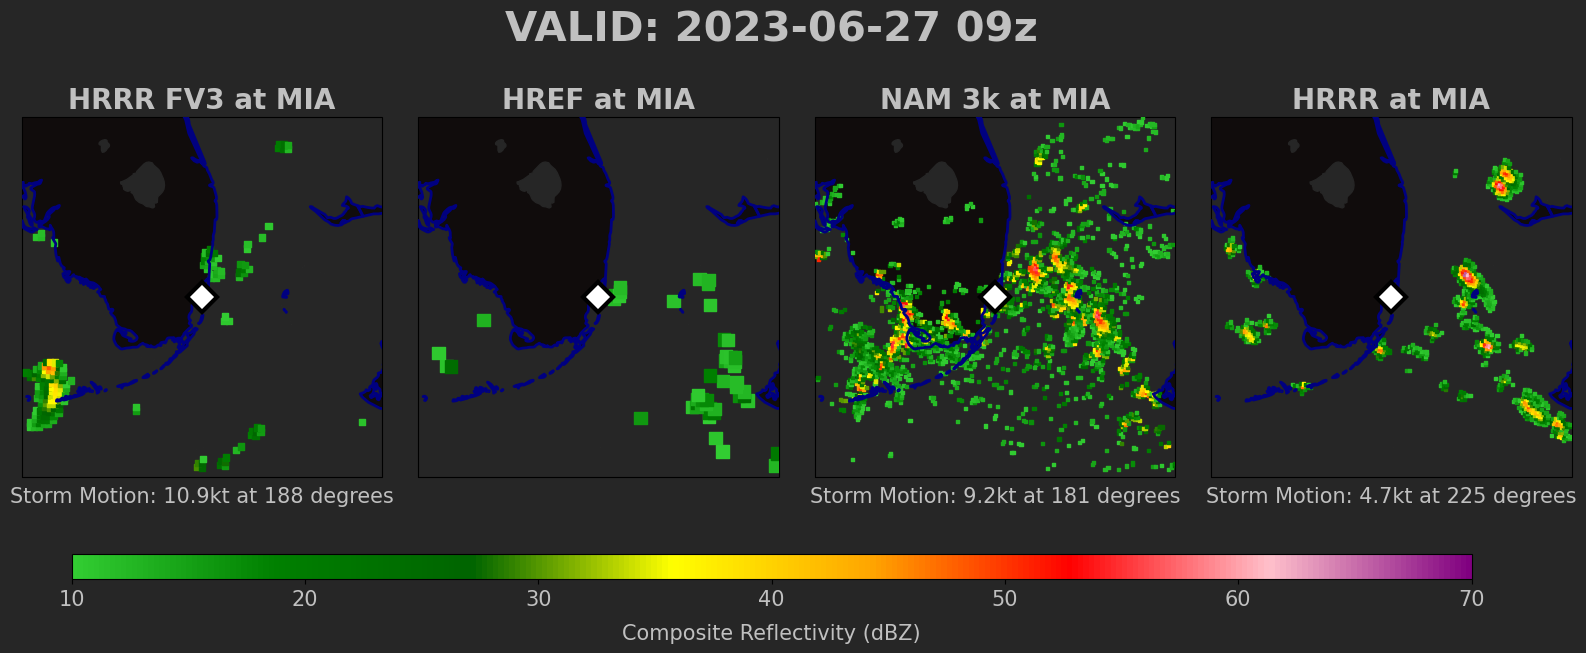 VALID: 2023-06-27 09z
HRRR FV3 at MIA
HREF at MIA
NAM 3k at MIA
HRRR at MIA
Storm Motion: 10.9kt at 188 degrees
Storm Motion: 9.2kt at 181 degrees
Storm Motion: 4.7kt at 225 degrees
10 20 30 40 50 60 70
Composite Reflectivity (dBZ)